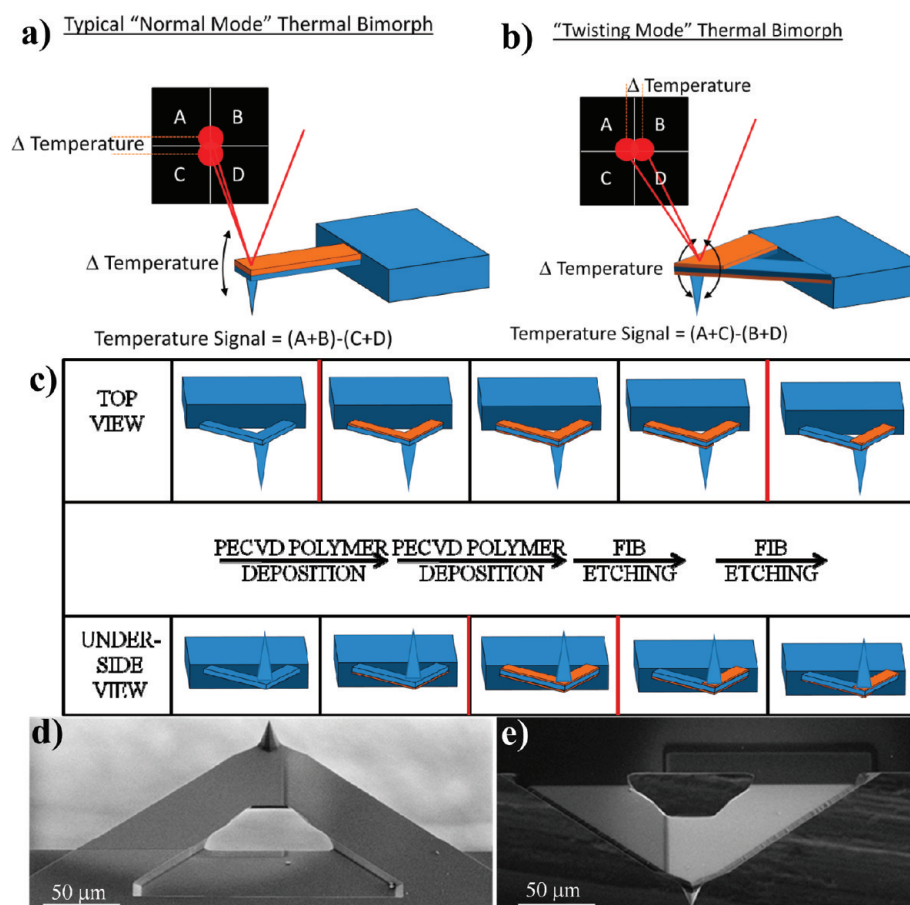 a) Typical "Normal Mode" Thermal Bimorph
A B
Δ Temperature
C D
Δ Temperature
Temperature Signal = (A+B)-(C+D)
b) "Twisting Mode" Thermal Bimorph
Δ Temperature
A B
C D
Δ Temperature
Temperature Signal = (A+C)-(B+D)
c)
TOP
VIEW
PECVD POLYMER
DEPOSITION
PECVD POLYMER
DEPOSITION
FIB
ETCHING
FIB
ETCHING
UNDER-
SIDE
VIEW
d)
50 μm
e)
50 μm